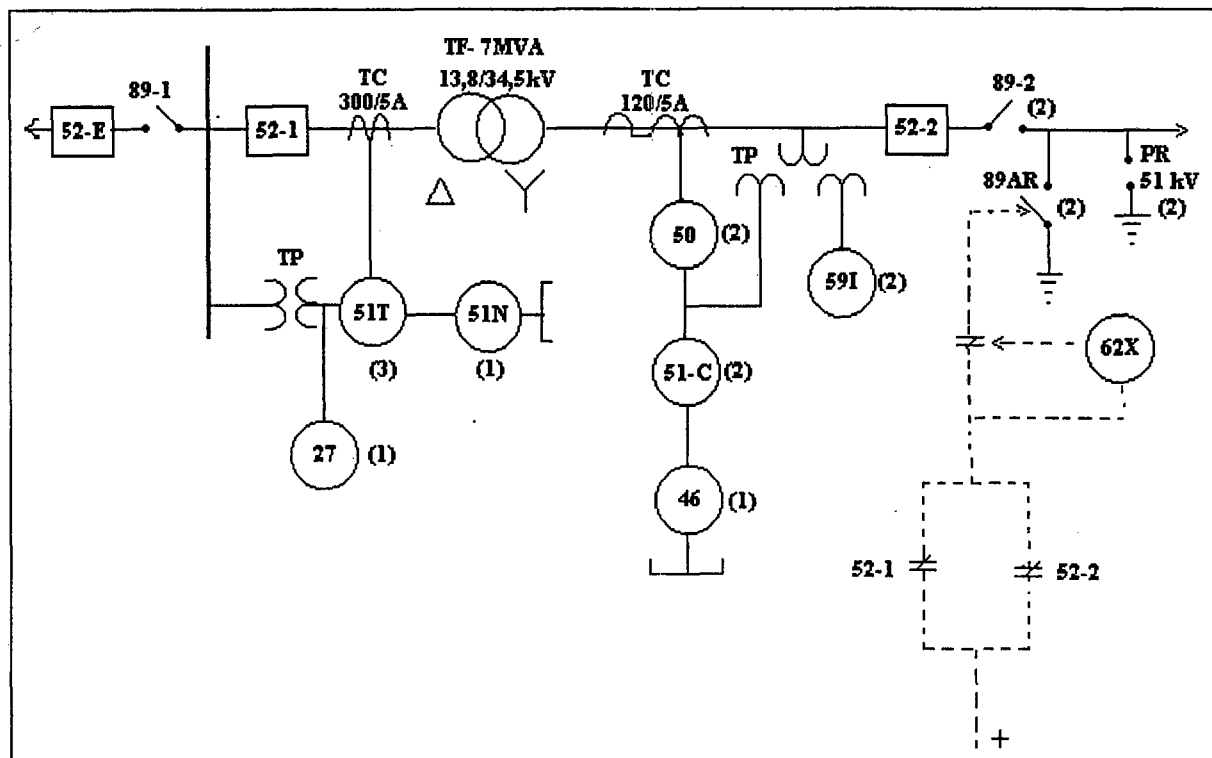 TF- 7MVA
13,8/34,5kV
TC
300/5A
TC
120/5A
89-1
89-2
(2)
52-E
52-1
52-2
TP
PR
51 kV
(2)
89AR
(2)
50
(2)
59I
(2)
TP
51T
(3)
51N
(1)
51-C
(2)
62X
27
(1)
46
(1)
52-1
52-2
+